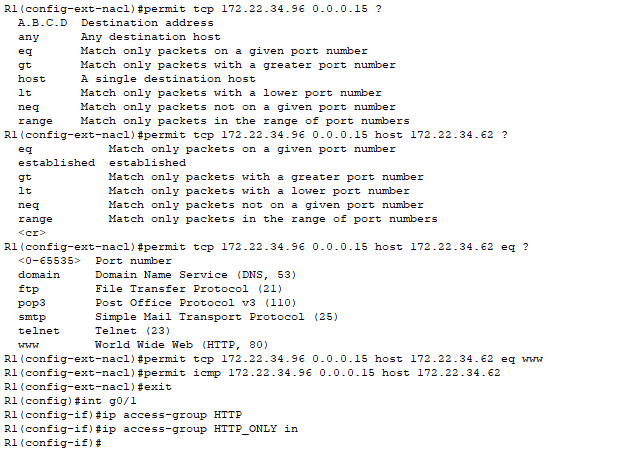 R1(config-ext-nacl)#permit tcp 172.22.34.96 0.0.0.15 ?
A.B.C.D Destination address
any Any destination host
eq Match only packets on a given port number
gt Match only packets with a greater port number
host A single destination host
lt Match only packets with a lower port number
neq Match only packets not on a given port number
range Match only packets in the range of port numbers
R1(config-ext-nacl)#permit tcp 172.22.34.96 0.0.0.15 host 172.22.34.62 ?
eq Match only packets on a given port number
established established
gt Match only packets with a greater port number
lt Match only packets with a lower port number
neq Match only packets not on a given port number
range Match only packets in the range of port numbers
<cr>
R1(config-ext-nacl)#permit tcp 172.22.34.96 0.0.0.15 host 172.22.34.62 eq ?
<0-65535> Port number
domain Domain Name Service (DNS, 53)
ftp File Transfer Protocol (21)
pop3 Post Office Protocol v3 (110)
smtp Simple Mail Transport Protocol (25)
telnet Telnet (23)
www World Wide Web (HTTP, 80)
R1(config-ext-nacl)#permit tcp 172.22.34.96 0.0.0.15 host 172.22.34.62 eq www
R1(config-ext-nacl)#permit icmp 172.22.34.96 0.0.0.15 host 172.22.34.62
R1(config-ext-nacl)#exit
R1(config)#int g0/1
R1(config-if)#ip access-group HTTP
R1(config-if)#ip access-group HTTP_ONLY in
R1(config-if)#